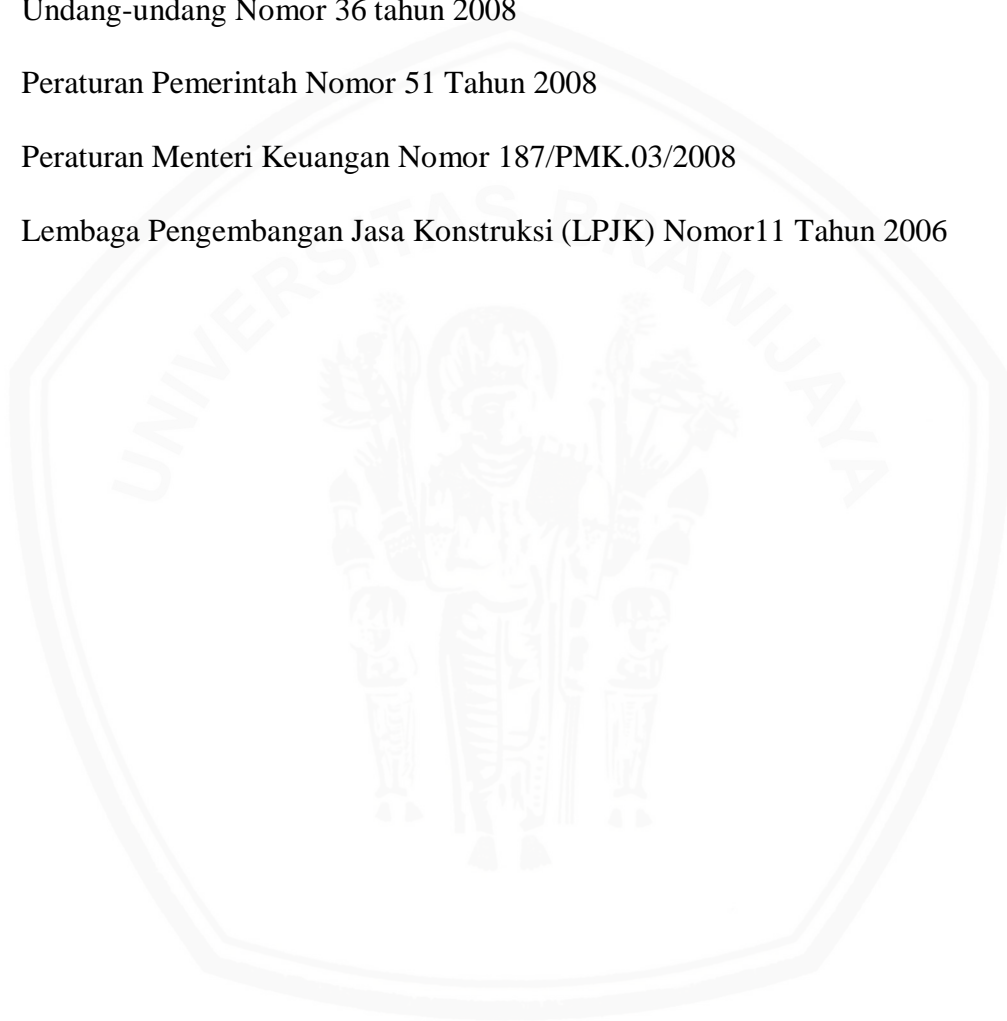 Undang-undang Nomor 36 tahun 2008
Peraturan Pemerintah Nomor 51 Tahun 2008
Peraturan Menteri Keuangan Nomor 187/PMK.03/2008
Lembaga Pengembangan Jasa Konstruksi (LPJK) Nomor11 Tahun 2006
UNIVERSITAS BRAWIJAYA